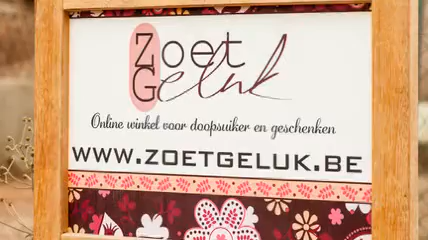 Zoet
Geluk
Online winkel voor doopsuiker en geschenken
WWW.ZOETGELUK.BE